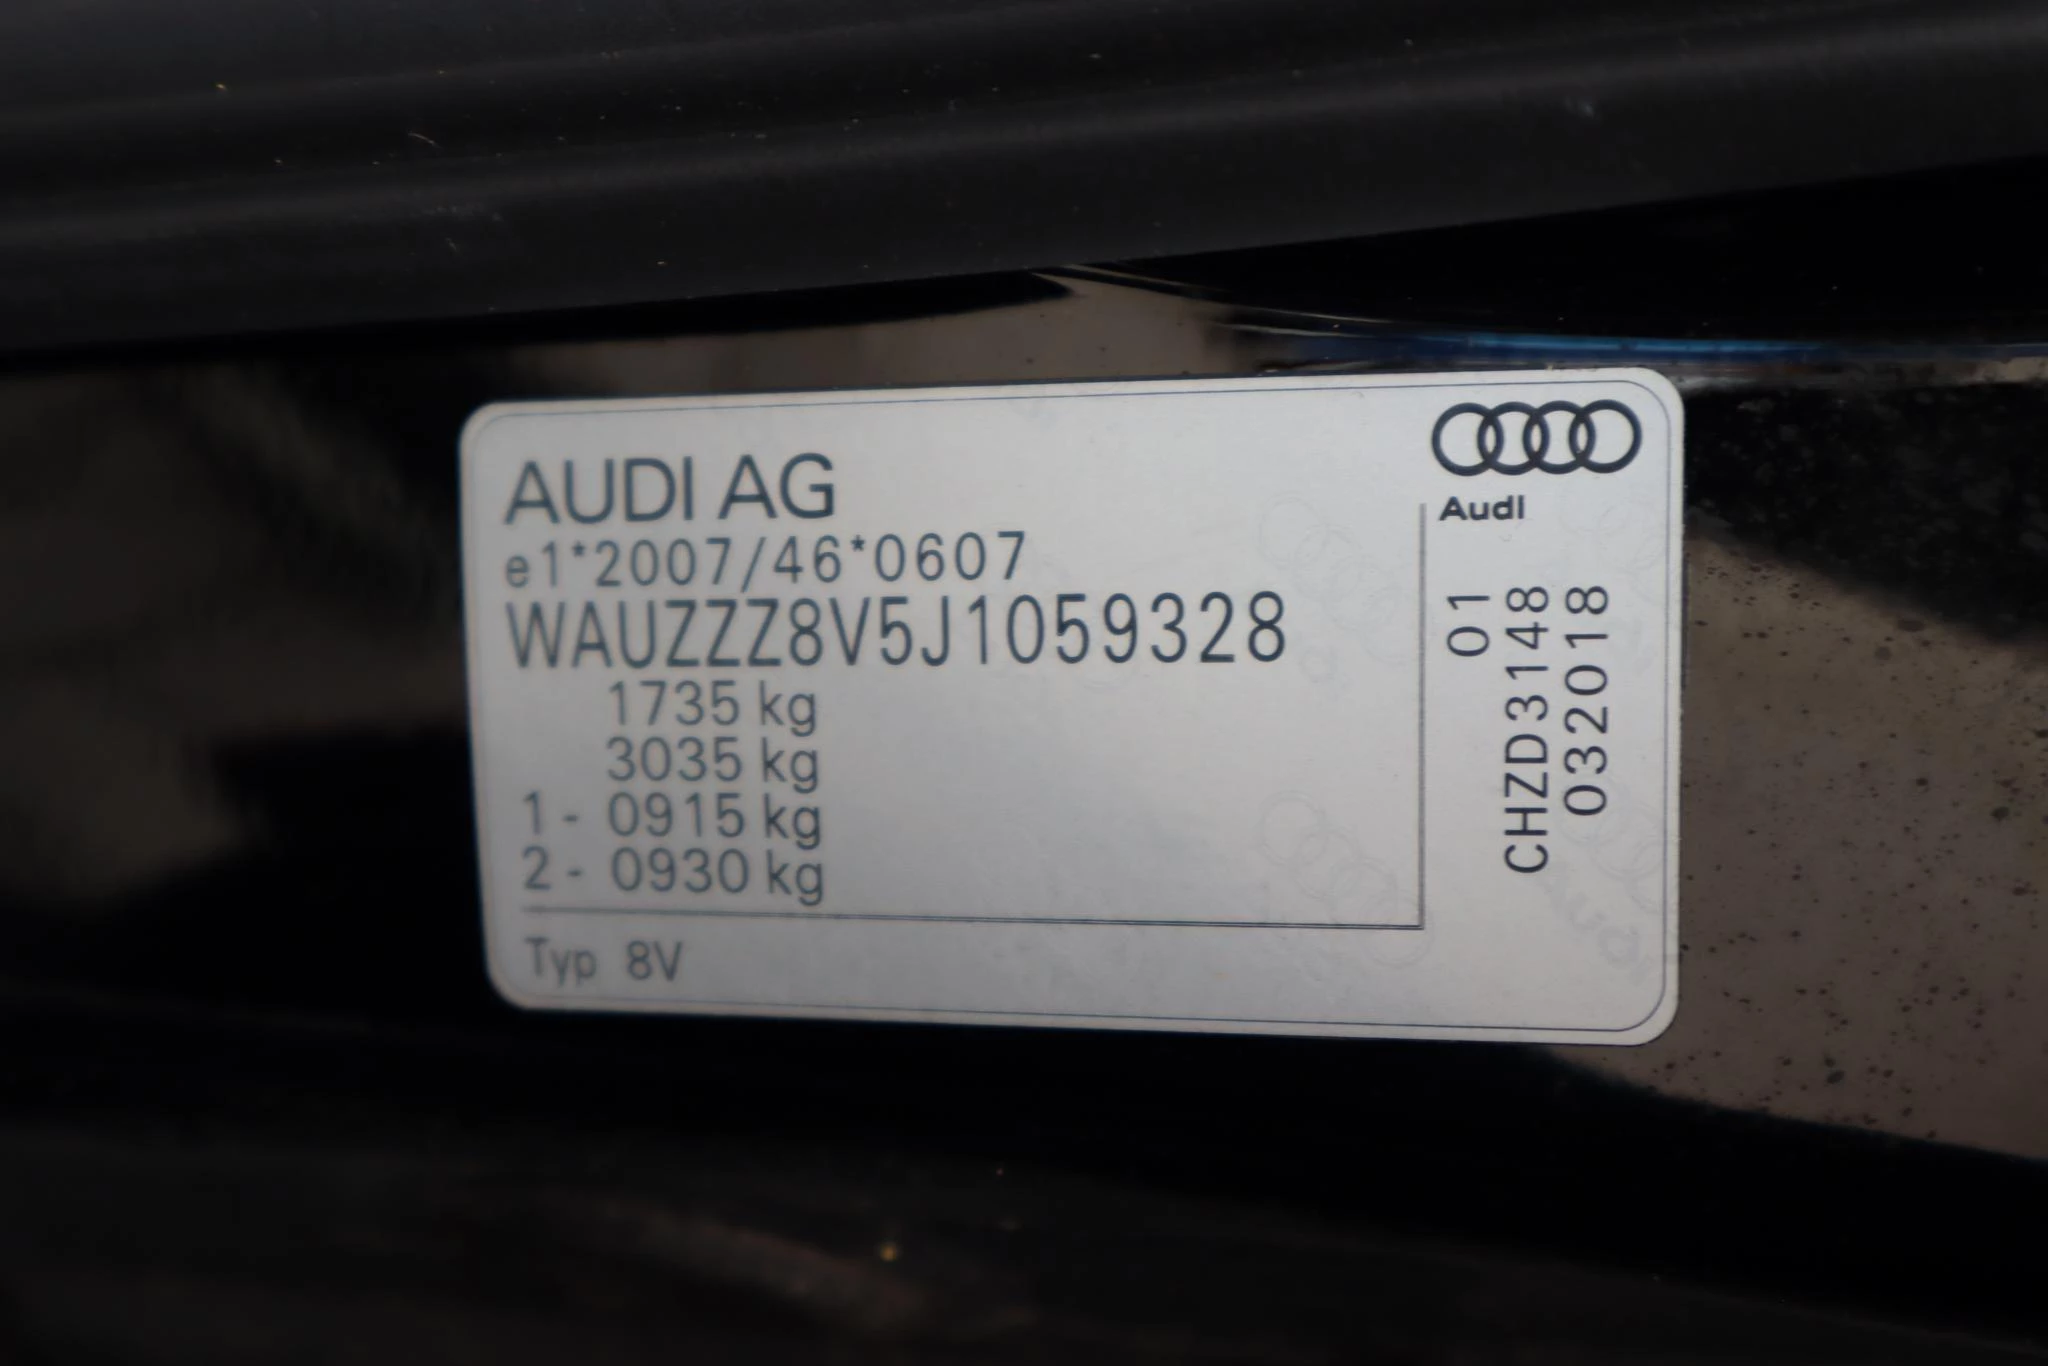 AUDI AG
e1*2007/46*0607
WAUZZZ8V5J1059328
1735 kg
3035 kg
1 - 0915 kg
2 - 0930 kg
Typ 8V
Audi
01
CHZD3148
032018